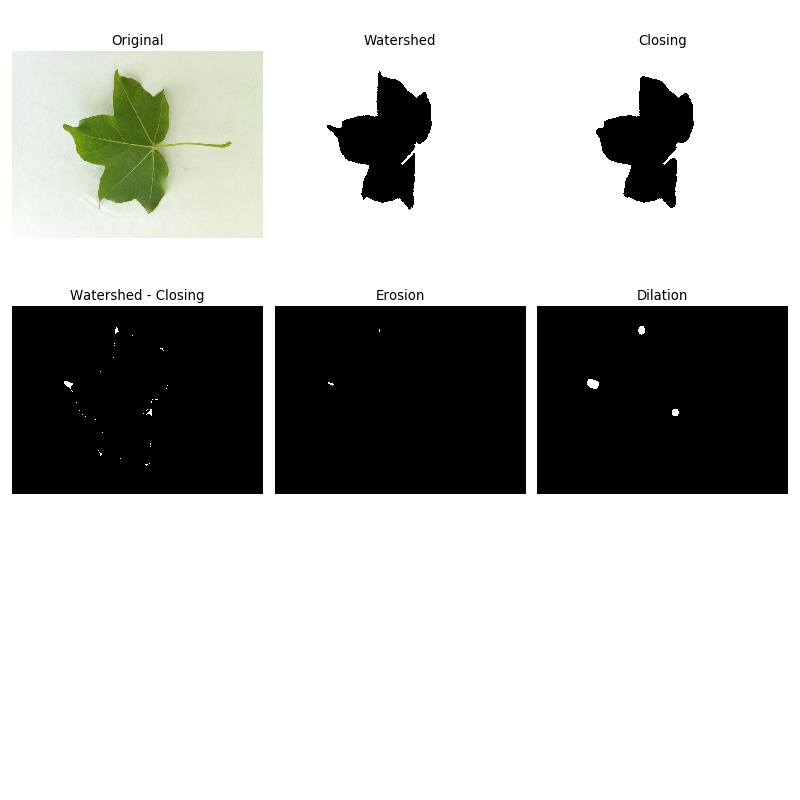 Original
Watershed
Closing
Watershed - Closing
Erosion
Dilation